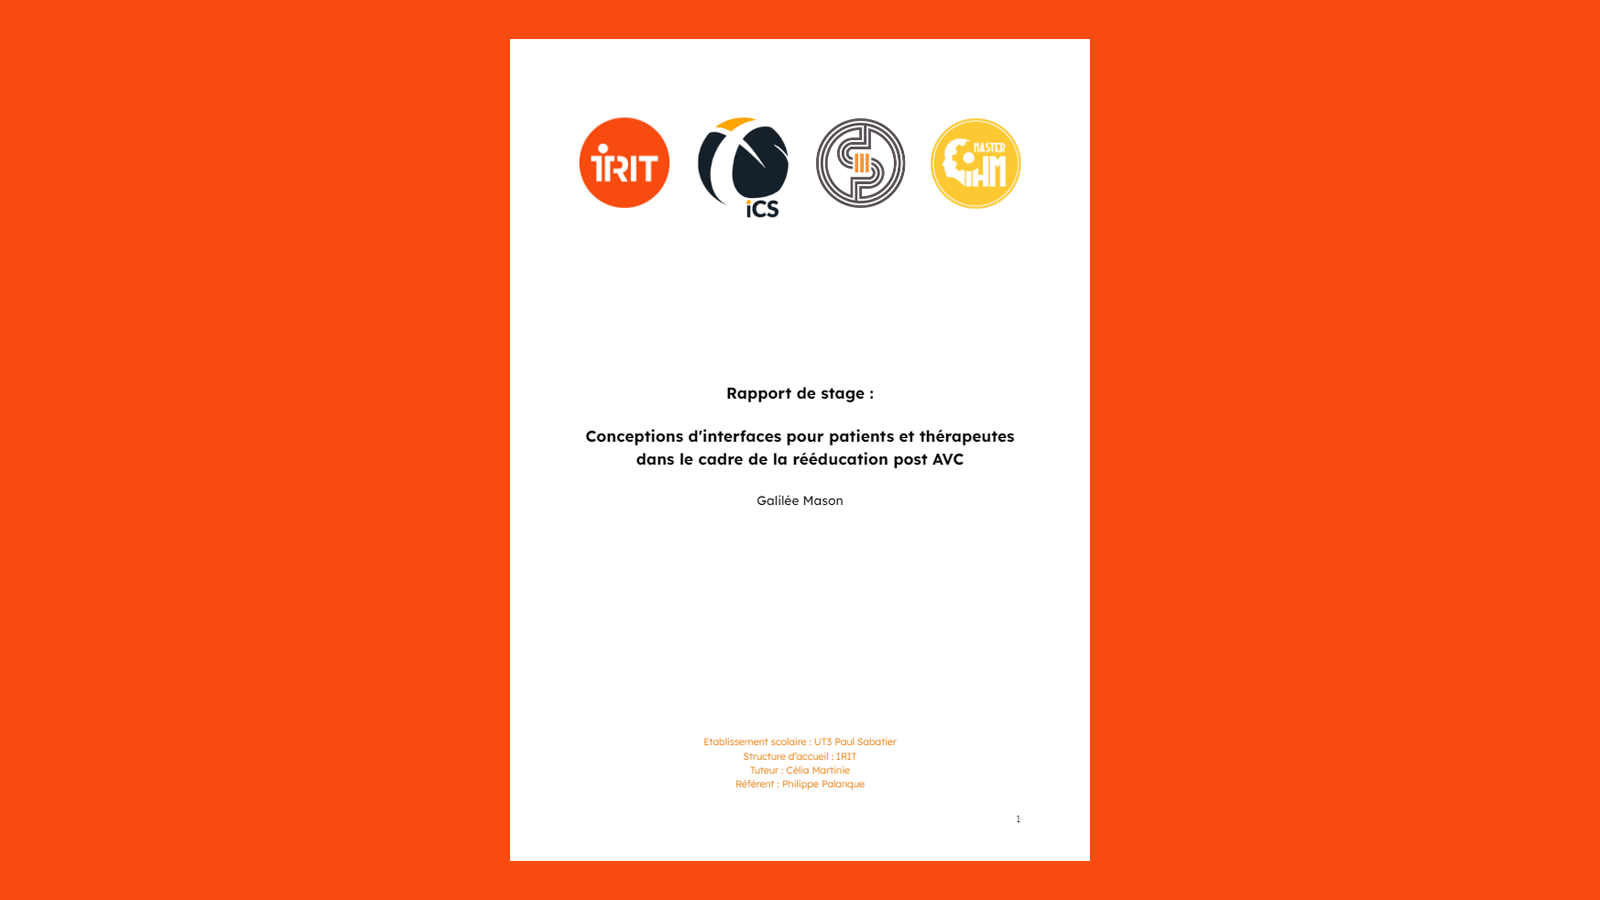 IRIT
iCS
MASTER
iHM
Rapport de stage :
Conceptions d'interfaces pour patients et thérapeutes
dans le cadre de la rééducation post AVC
Galilée Mason
Etablissement scolaire : UT3 Paul Sabatier
Structure d'accueil : IRIT
Tuteur : Célia Martinie
Référent : Philippe Palanque
1